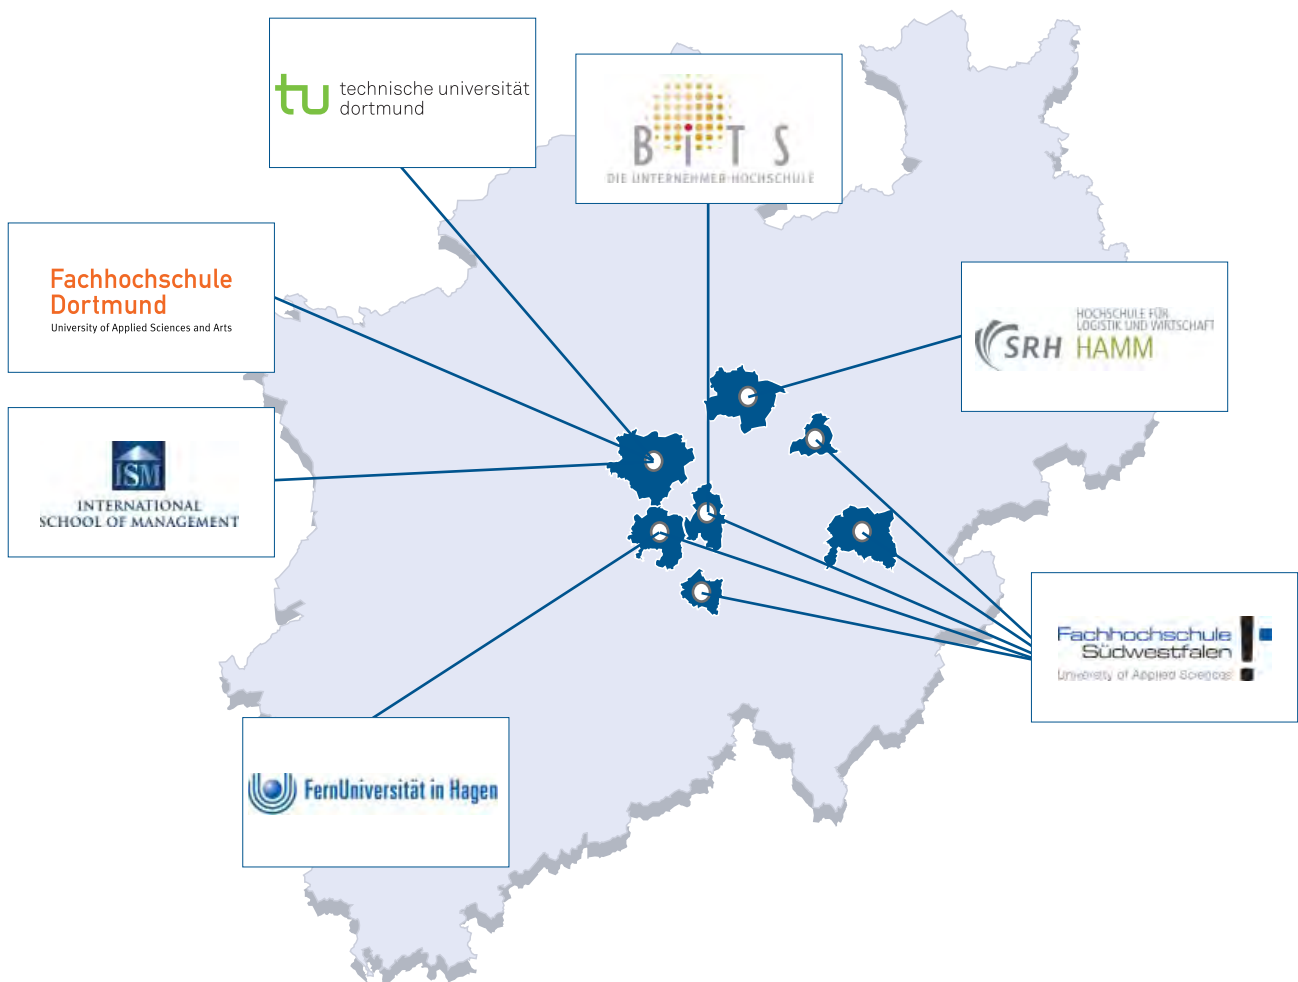 tu technische universität
dortmund
BiTS
DIE UNTERNEHMER-HOCHSCHULE
Fachhochschule
Dortmund
University of Applied Sciences and Arts
HOCHSCHULE FÜR
LOGISTIK UND WIRTSCHAFT
SRH HAMM
ISM
INTERNATIONAL
SCHOOL OF MANAGEMENT
Fachhochschule
Südwestfalen
University of Applied Sciences
FernUniversität in Hagen